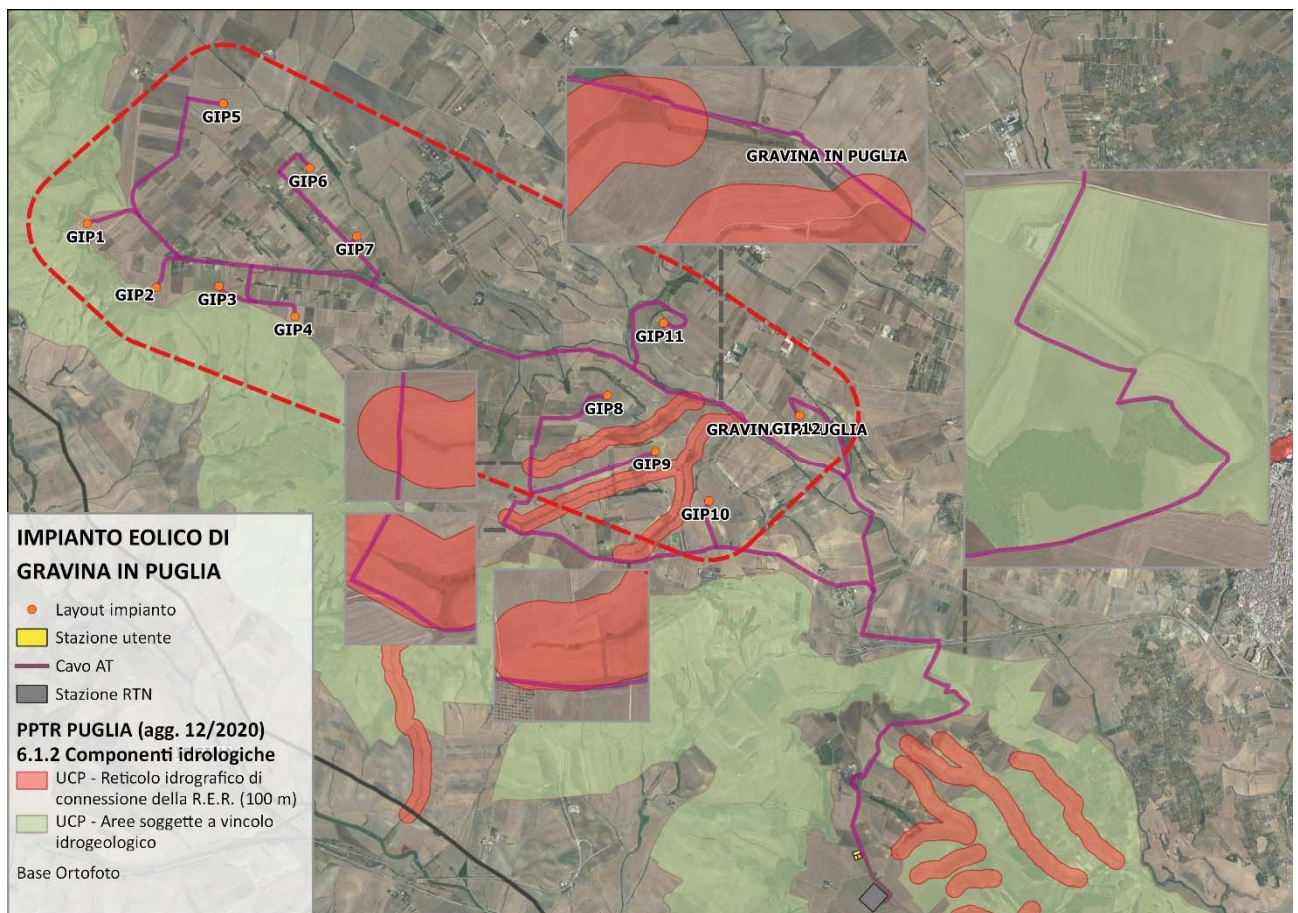 GIP5
GRAVINA IN PUGLIA
GIP6
GIP1
GIP7
GIP2
GIP3
GIP4
GIP11
GIP8
GIP12
GIP9
GIP10
IMPIANTO EOLICO DI
GRAVINA IN PUGLIA
Layout impianto
Stazione utente
Cavo AT
Stazione RTN
PPTR PUGLIA (agg. 12/2020)
6.1.2 Componenti idrologiche
UCP - Reticolo idrografico di
connessione della R.E.R. (100 m)
UCP - Aree soggette a vincolo
idrogeologico
Base Ortofoto